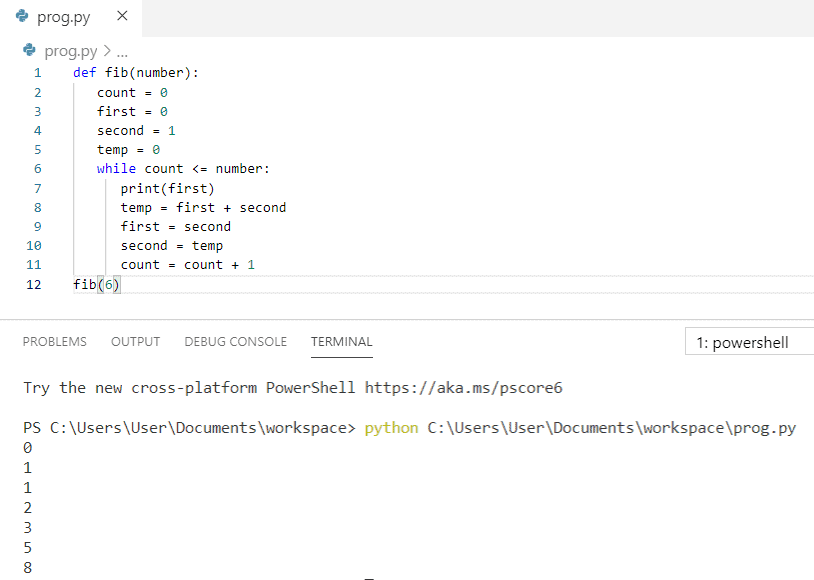 prog.py ×
prog.py > ...
1 def fib(number):
2 count = 0
3 first = 0
4 second = 1
5 temp = 0
6 while count <= number:
7 print(first)
8 temp = first + second
9 first = second
10 second = temp
11 count = count + 1
12 fib(6)
PROBLEMS OUTPUT DEBUG CONSOLE TERMINAL 1: powershell
Try the new cross-platform PowerShell https://aka.ms/pscore6
PS C:\Users\User\Documents\workspace> python C:\Users\User\Documents\workspace\prog.py
0
1
1
2
3
5
8